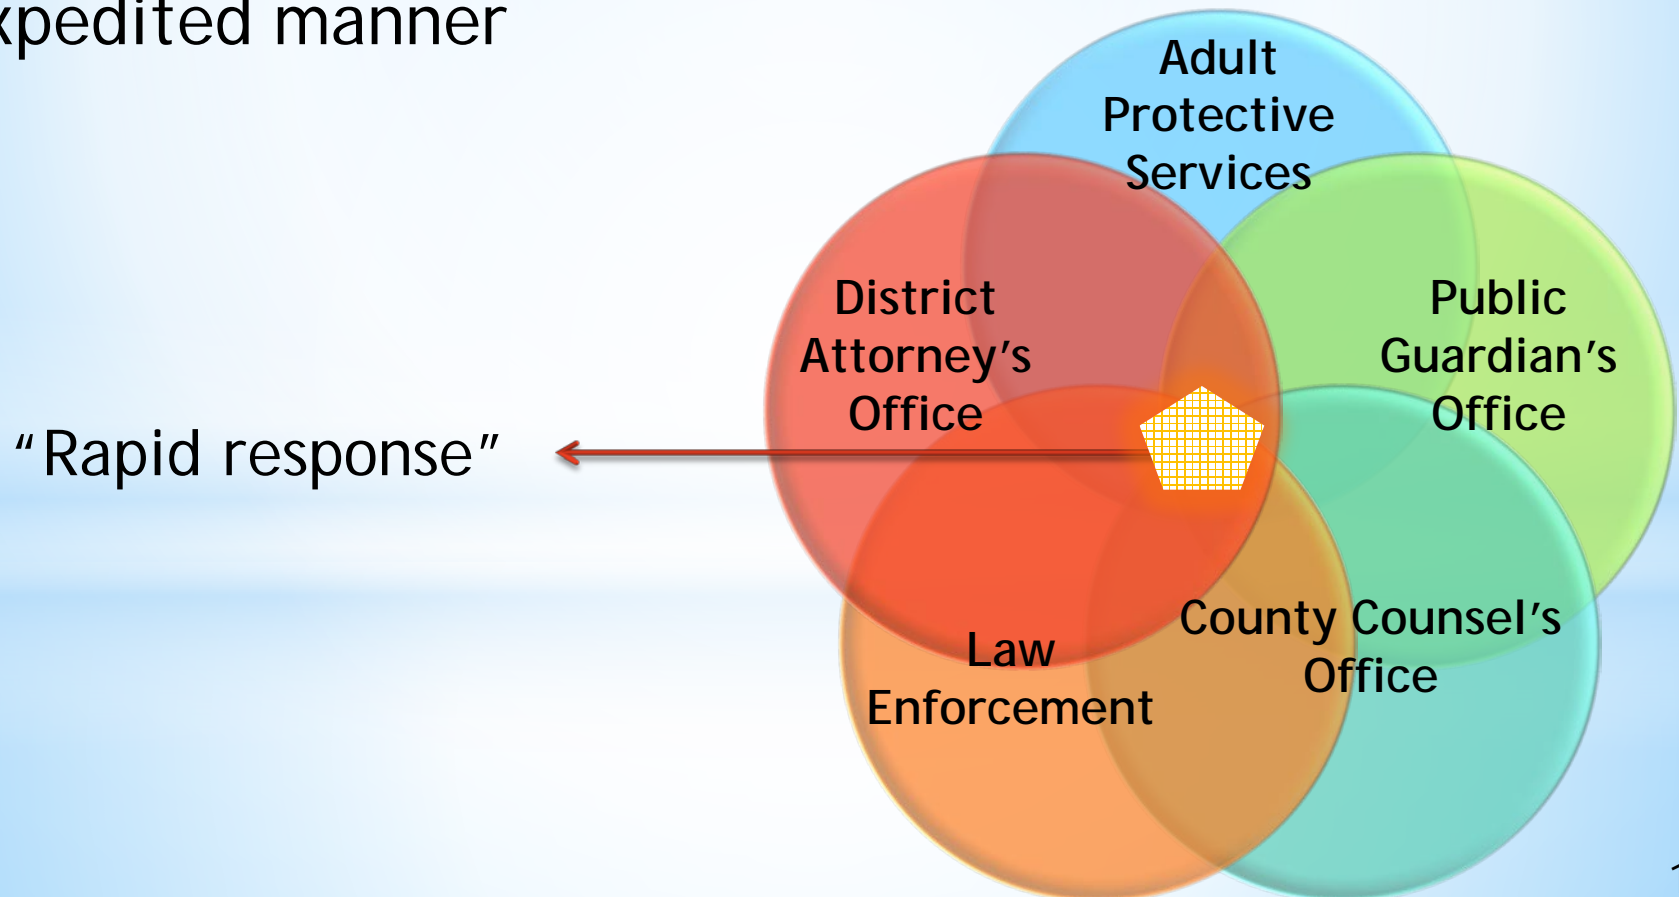 xpedited manner
Adult
Protective
Services
District
Attorney's
Office
Public
Guardian's
Office
“Rapid response”
Law
Enforcement
County Counsel's
Office